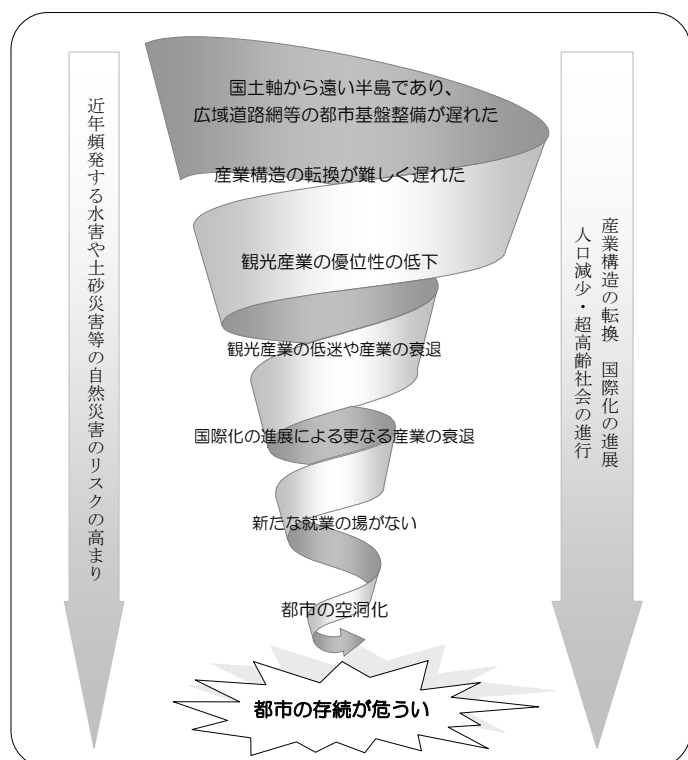 国土軸から遠い半島であり、
広域道路網等の都市基盤整備が遅れた
産業構造の転換が難しく遅れた
観光産業の優位性の低下
観光産業の低迷や産業の衰退
国際化の進展による更なる産業の衰退
新たな就業の場がない
都市の空洞化
都市の存続が危うい
近年頻発する水害や土砂災害等の自然災害のリスクの高まり
産業構造の転換　国際化の進展
人口減少・超高齢社会の進行